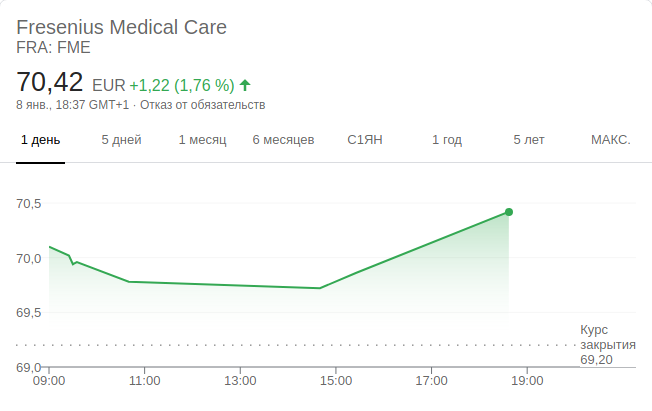 Fresenius Medical Care
FRA: FME
70,42 EUR +1,22 (1,76 %)
8 янв., 18:37 GMT+1 · Отказ от обязательств
1 день 5 дней 1 месяц 6 месяцев С1ЯН 1 год 5 лет МАКС.
70,5
70,0
69,5
Курс
закрытия
69,20
69,0
09:00 11:00 13:00 15:00 17:00 19:00